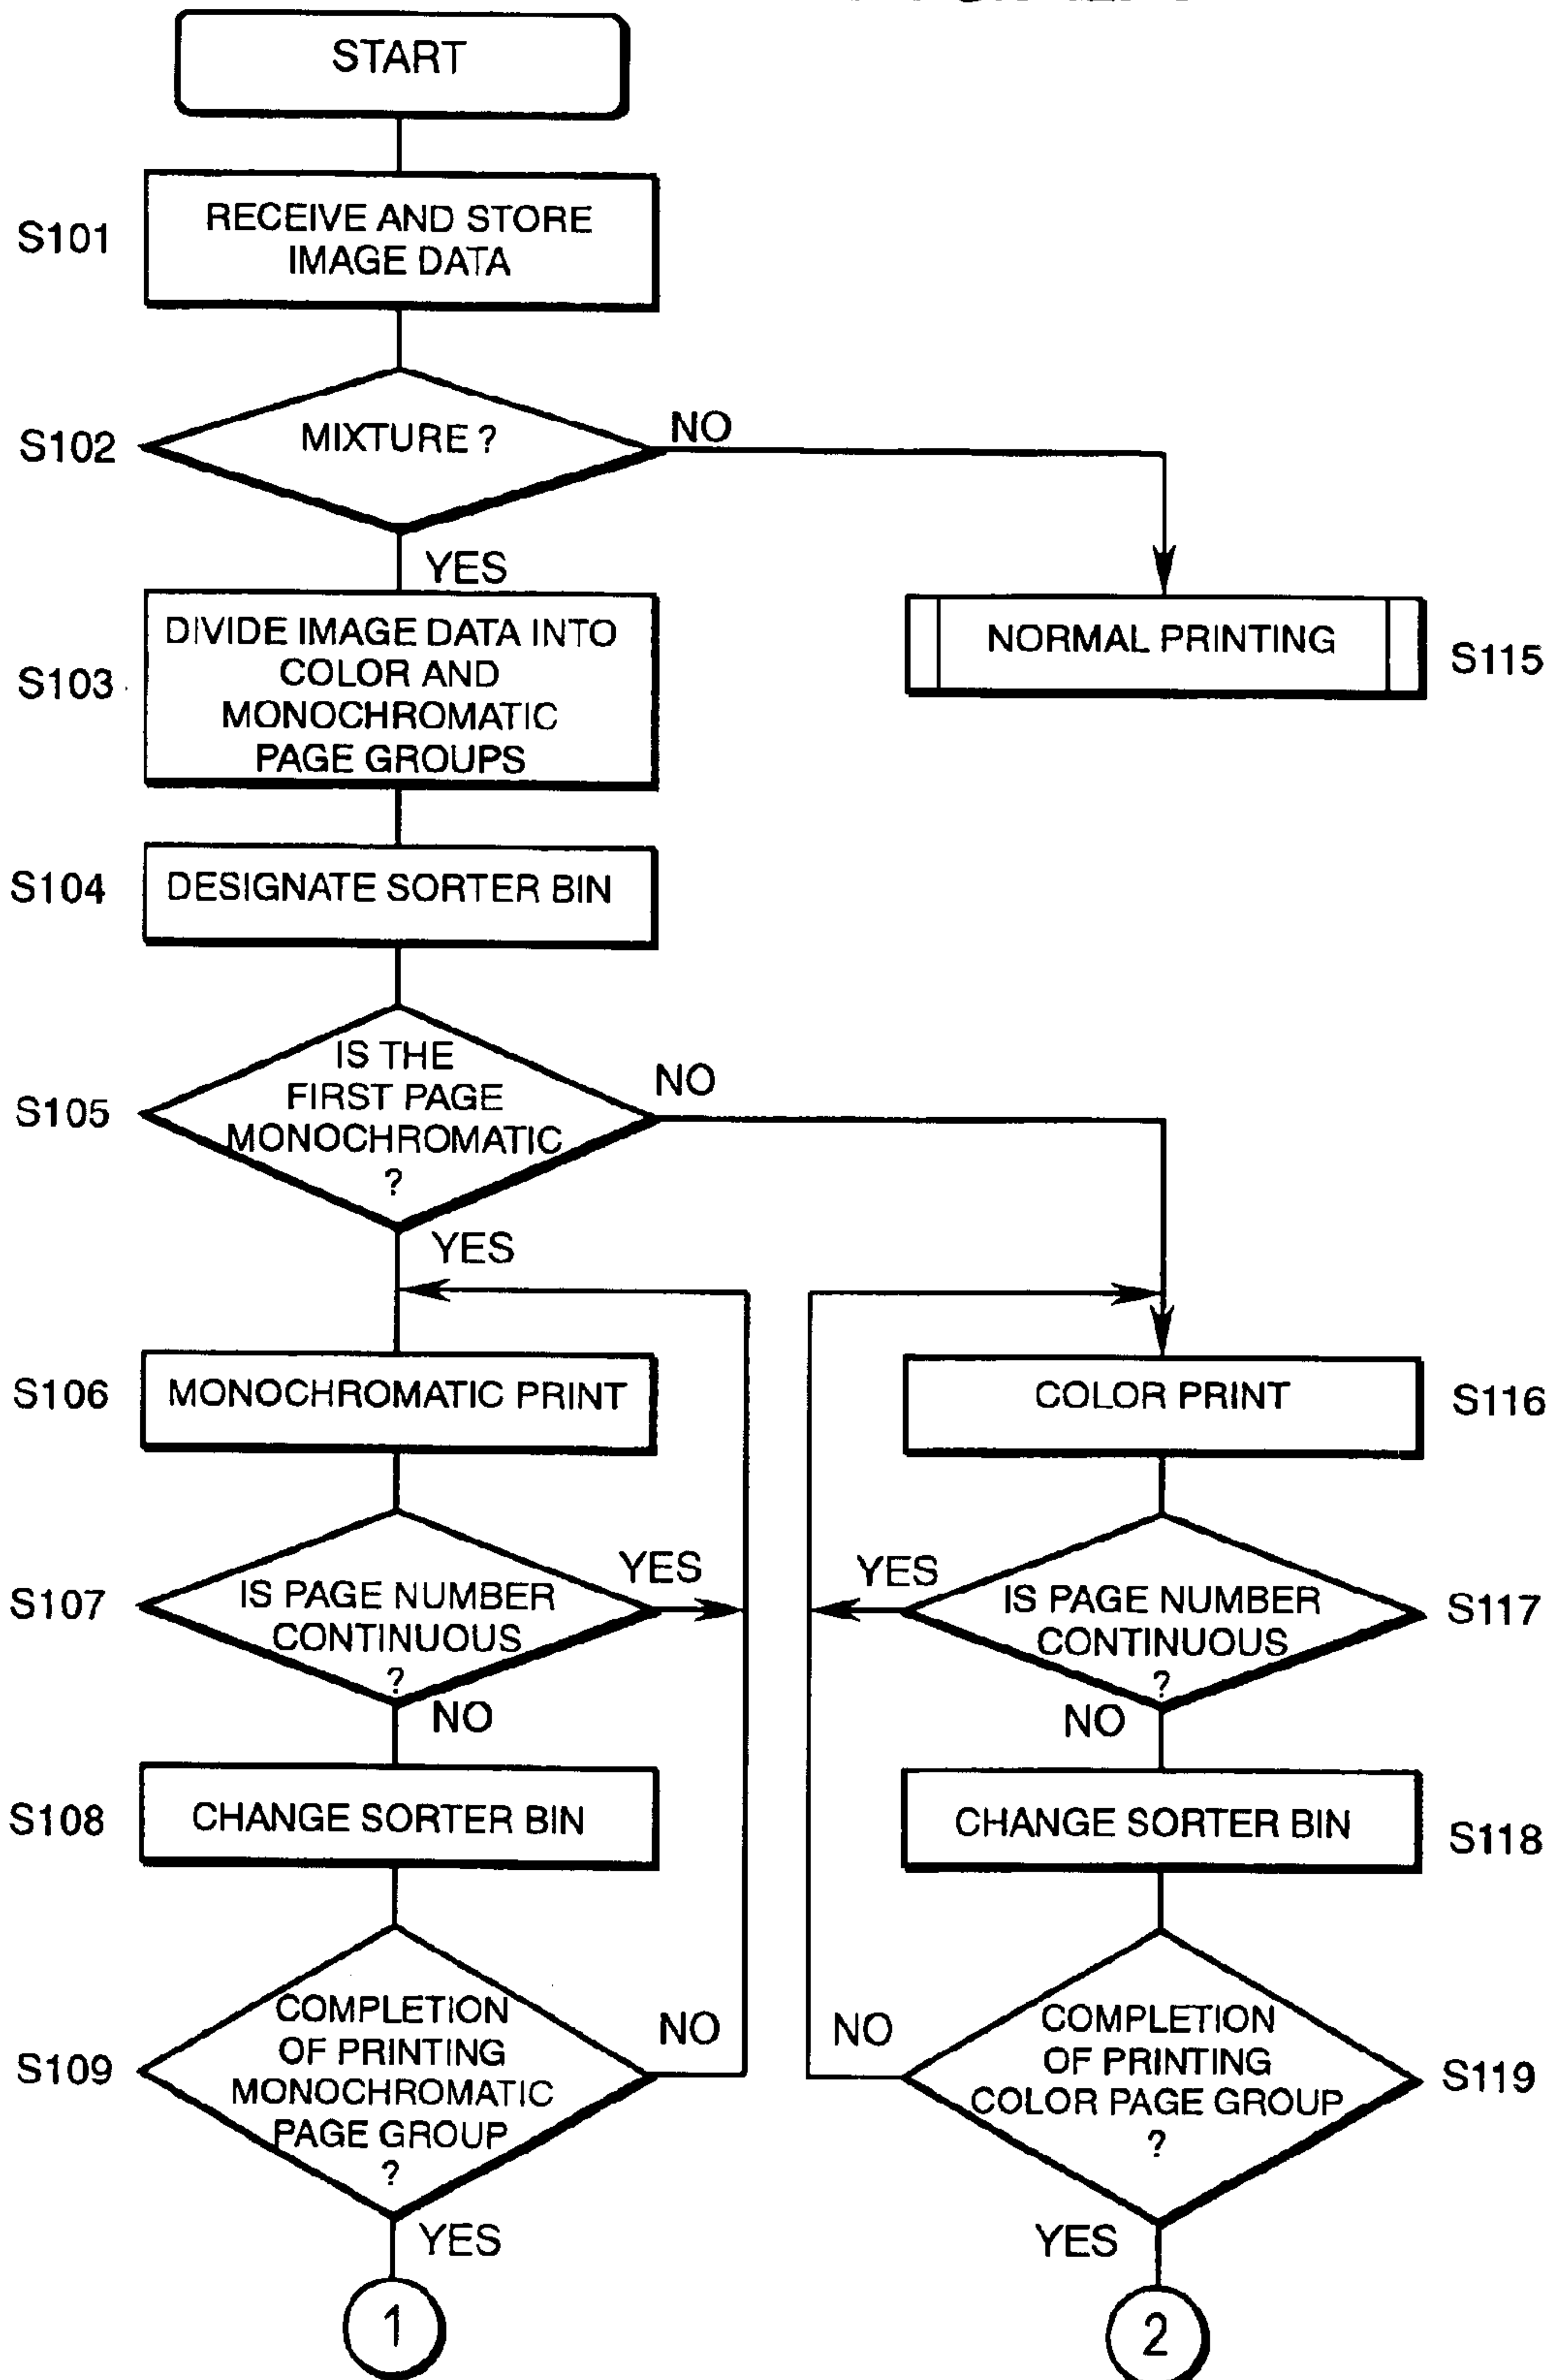 START
S101
RECEIVE AND STORE
IMAGE DATA
S102
MIXTURE ?
NO
YES
S103
DIVIDE IMAGE DATA INTO
COLOR AND
MONOCHROMATIC
PAGE GROUPS
NORMAL PRINTING
S115
S104
DESIGNATE SORTER BIN
S105
IS THE
FIRST PAGE
MONOCHROMATIC
?
NO
YES
S106
MONOCHROMATIC PRINT
COLOR PRINT
S116
S107
IS PAGE NUMBER
CONTINUOUS
?
YES
NO
YES
IS PAGE NUMBER
CONTINUOUS
?
S117
NO
S108
CHANGE SORTER BIN
CHANGE SORTER BIN
S118
S109
COMPLETION
OF PRINTING
MONOCHROMATIC
PAGE GROUP
?
NO
YES
NO
COMPLETION
OF PRINTING
COLOR PAGE GROUP
?
S119
YES
1
2